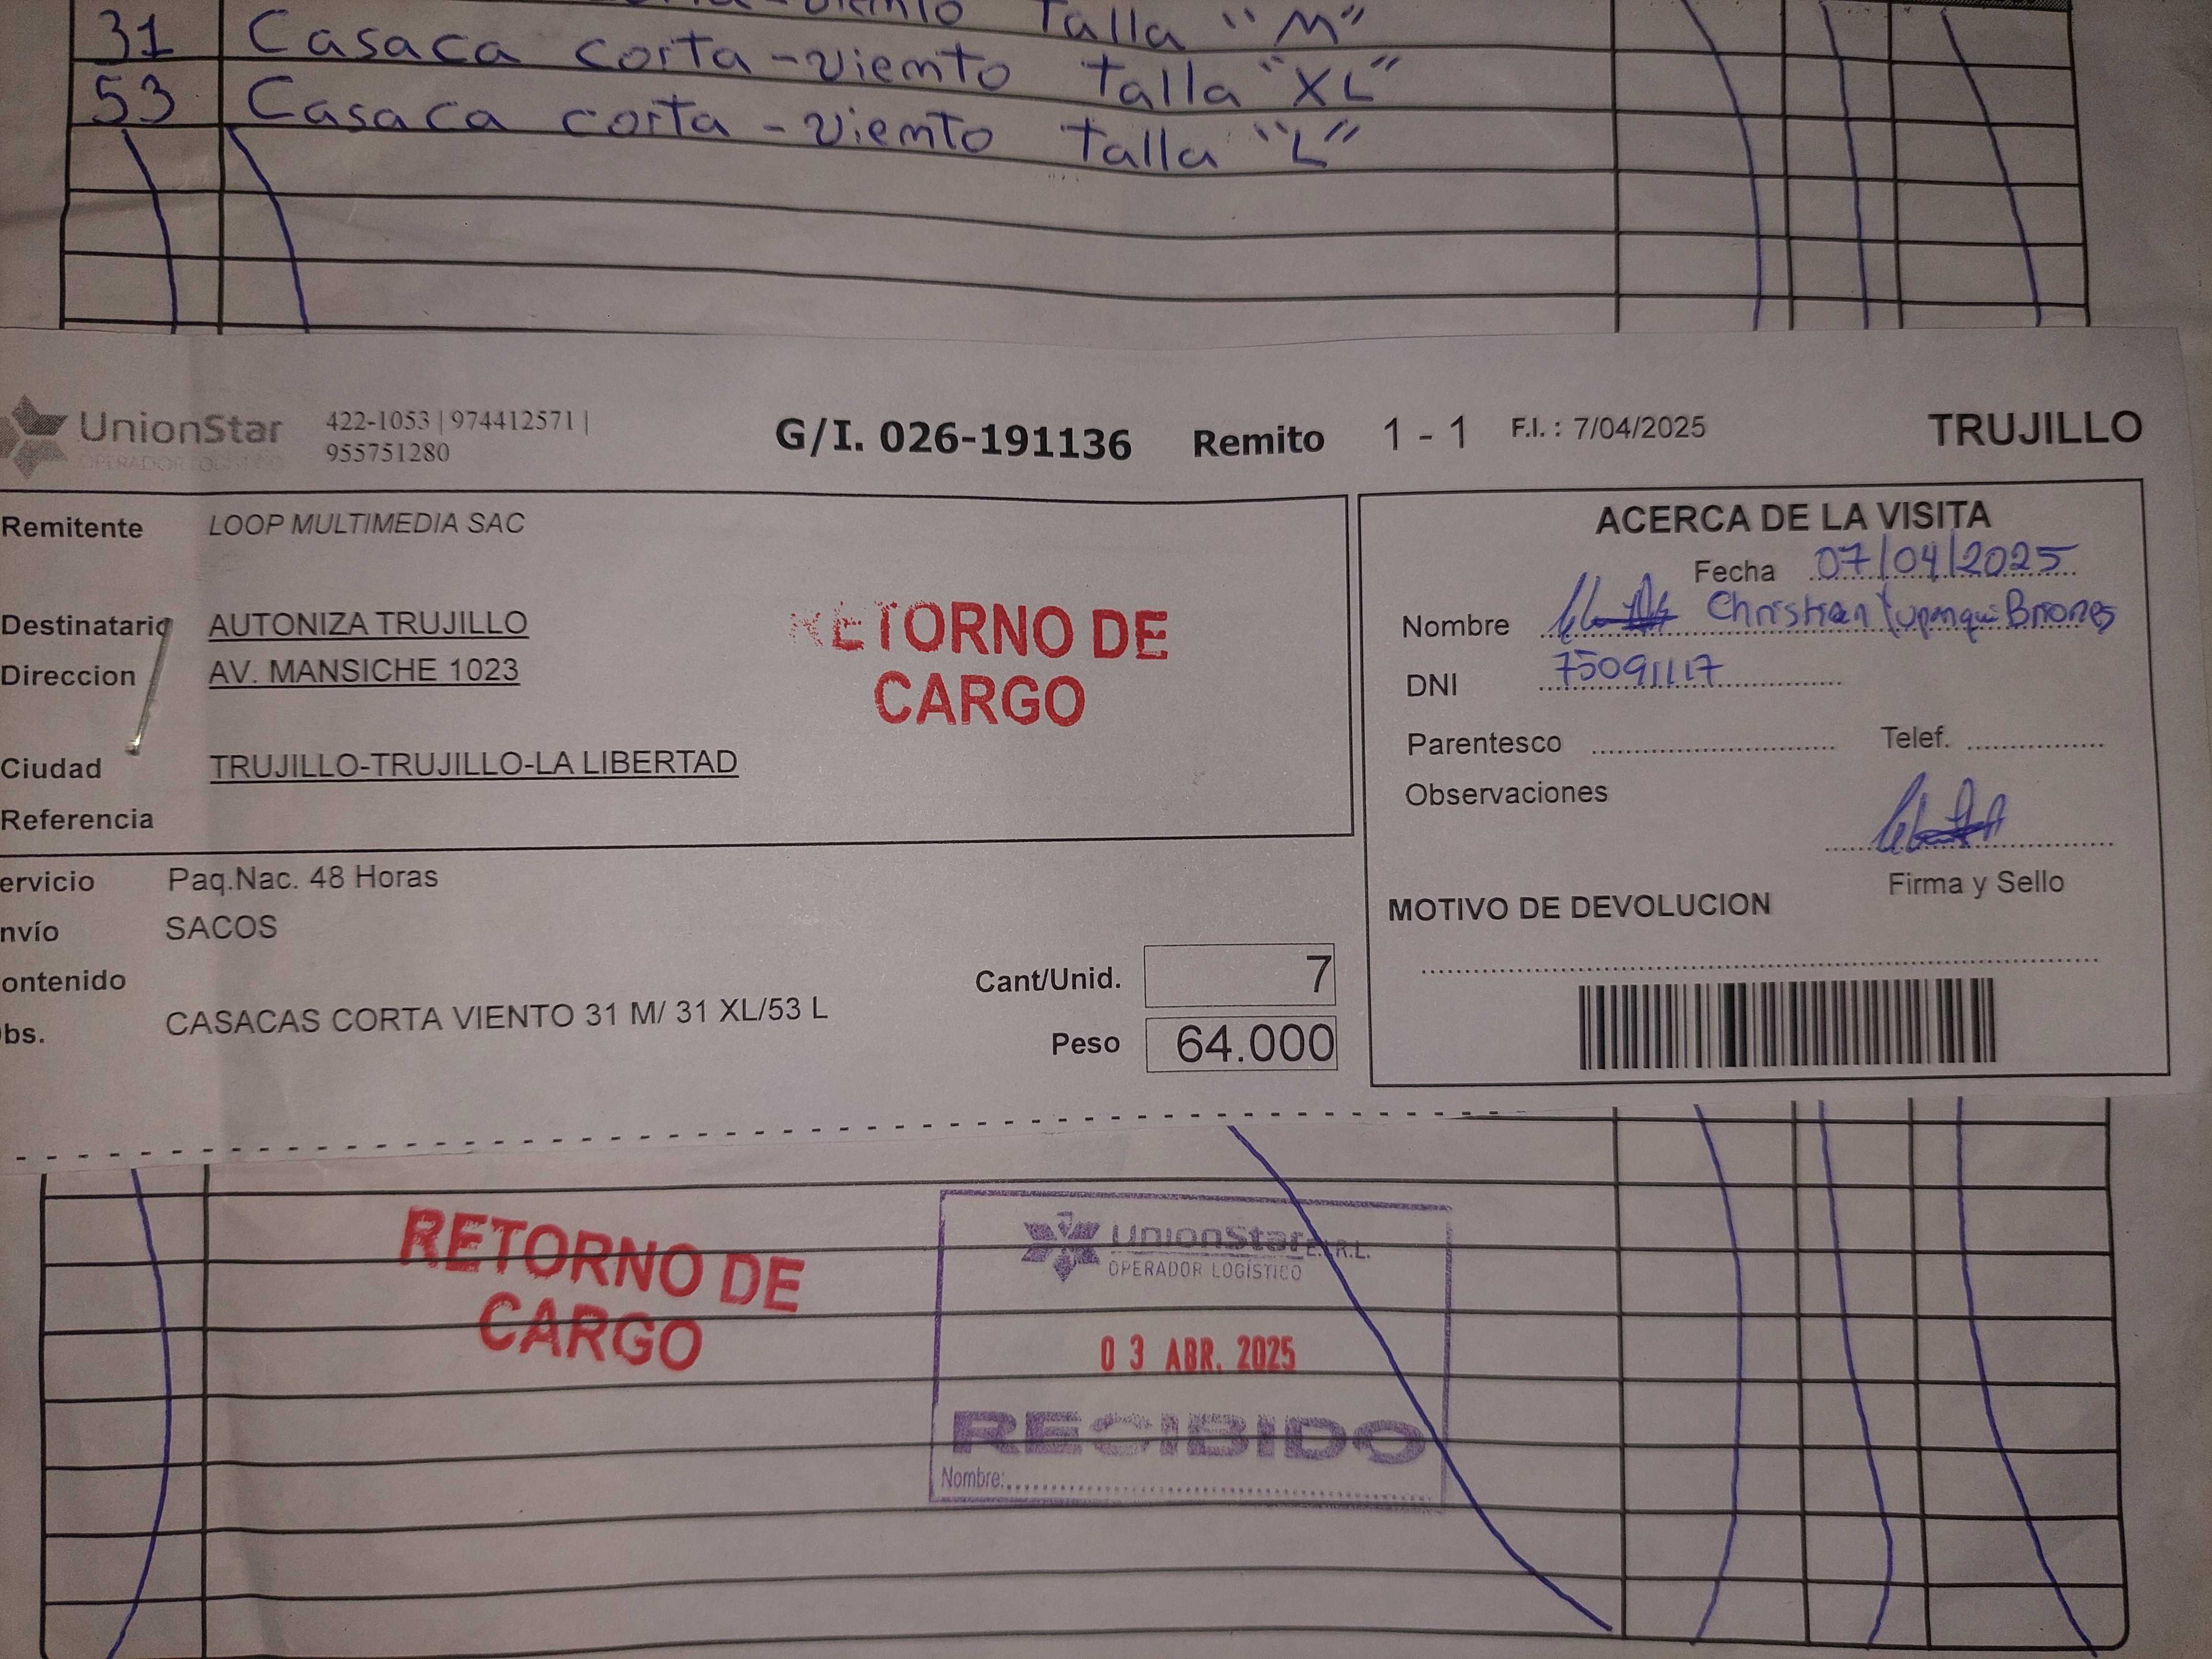 Talla "M"
31 Casaca corta-viento Talla "XL"
53 Casaca corta-viento Talla "L"
UnionStar
OPERADOR LOGÍSTICO
422-1053 | 974412571 |
955751280
G/I. 026-191136 Remito 1 - 1 F.I. : 7/04/2025 TRUJILLO
Remitente LOOP MULTIMEDIA SAC
Destinatario AUTONIZA TRUJILLO
Direccion AV. MANSICHE 1023
Ciudad TRUJILLO-TRUJILLO-LA LIBERTAD
Referencia
RETORNO DE
CARGO
ervicio Paq.Nac. 48 Horas
nvío SACOS
ontenido
CASACAS CORTA VIENTO 31 M/ 31 XL/53 L
bs.
Cant/Unid. 7
Peso 64.000
ACERCA DE LA VISITA
Fecha 07/04/2025
Nombre Christian Yupanqui Briones
DNI 75091117
Parentesco Telef.
Observaciones
Firma y Sello
MOTIVO DE DEVOLUCION
RETORNO DE
CARGO
UnionStar E.I.R.L.
OPERADOR LOGÍSTICO
03 ABR. 2025
RECIBIDO
Nombre: